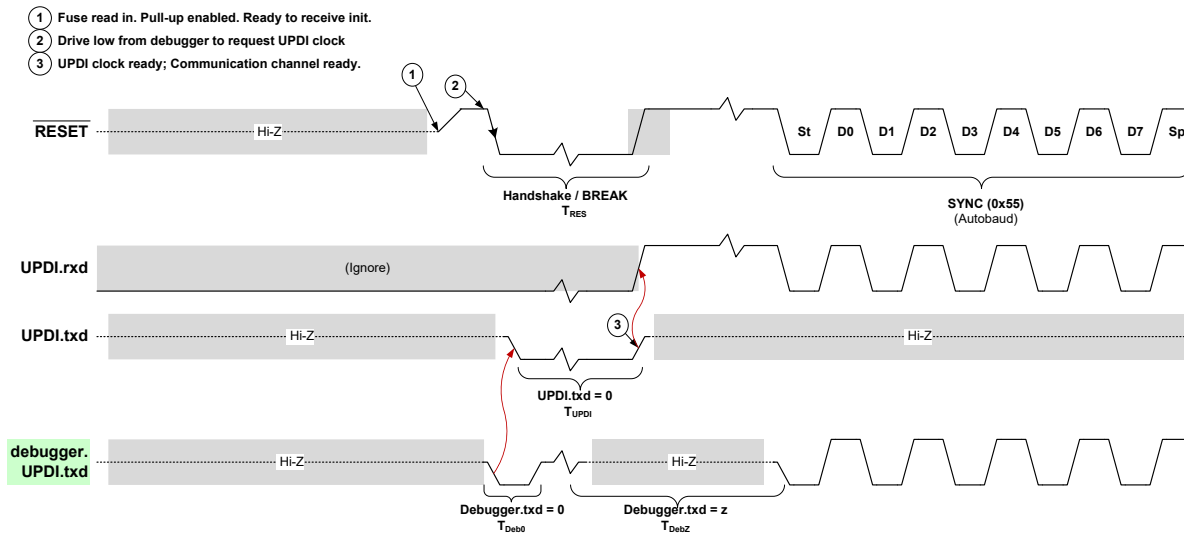 1 Fuse read in. Pull-up enabled. Ready to receive init.
2 Drive low from debugger to request UPDI clock
3 UPDI clock ready; Communication channel ready.
1 2
RESET Hi-Z St D0 D1 D2 D3 D4 D5 D6 D7 Sp
Handshake / BREAK
TRES
SYNC (0x55)
(Autobaud)
UPDI.rxd (Ignore)
UPDI.txd Hi-Z 3 Hi-Z
UPDI.txd = 0
TUPDI
debugger.
UPDI.txd Hi-Z Hi-Z
Debugger.txd = 0 Debugger.txd = z
TDeb0 TDebZ